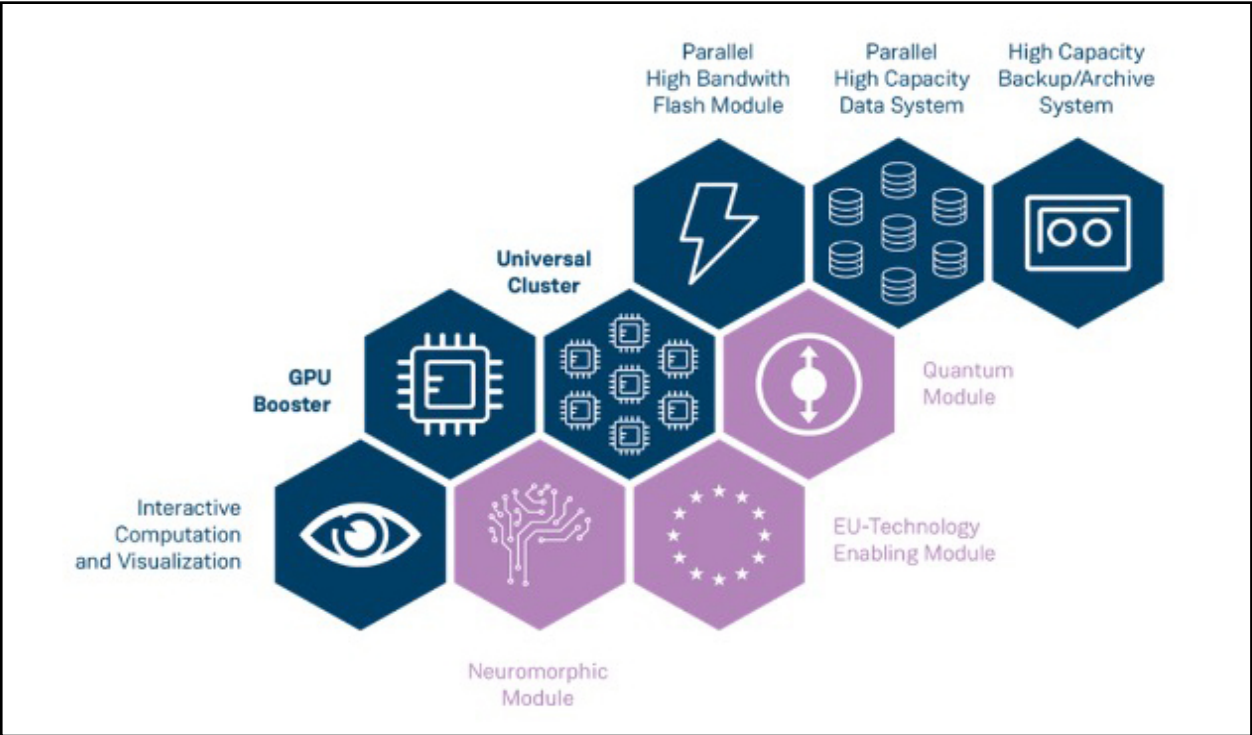 Parallel
High Bandwith
Flash Module
Parallel
High Capacity
Data System
High Capacity
Backup/Archive
System
Universal
Cluster
GPU
Booster
Quantum
Module
Interactive
Computation
and Visualization
EU-Technology
Enabling Module
Neuromorphic
Module